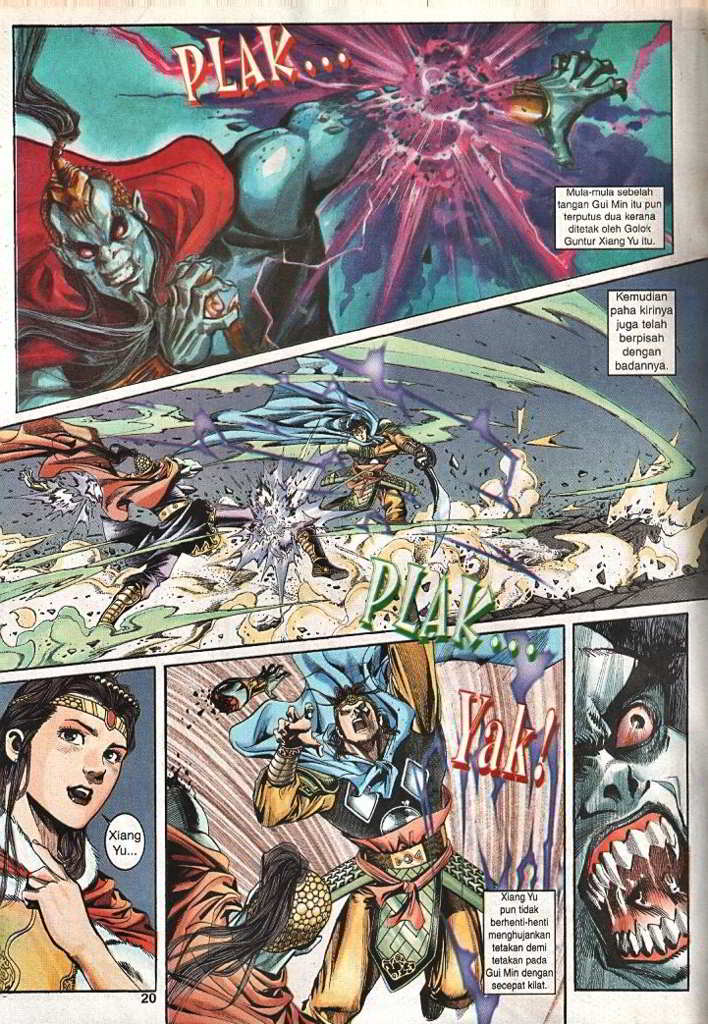 PLAK...
Mula-mula sebelah
tangan Gui Min itu pun
terputus dua kerana
ditetak oleh Golok
Guntur Xiang Yu itu.
Kemudian
paha kirinya
juga telah
berpisah
dengan
badannya.
PLAK...
Xiang
Yu...
Yak!
Xiang Yu
pun tidak
berhenti-henti
menghujankan
tetakan demi
tetakan pada
Gui Min dengan
secepat kilat.
20